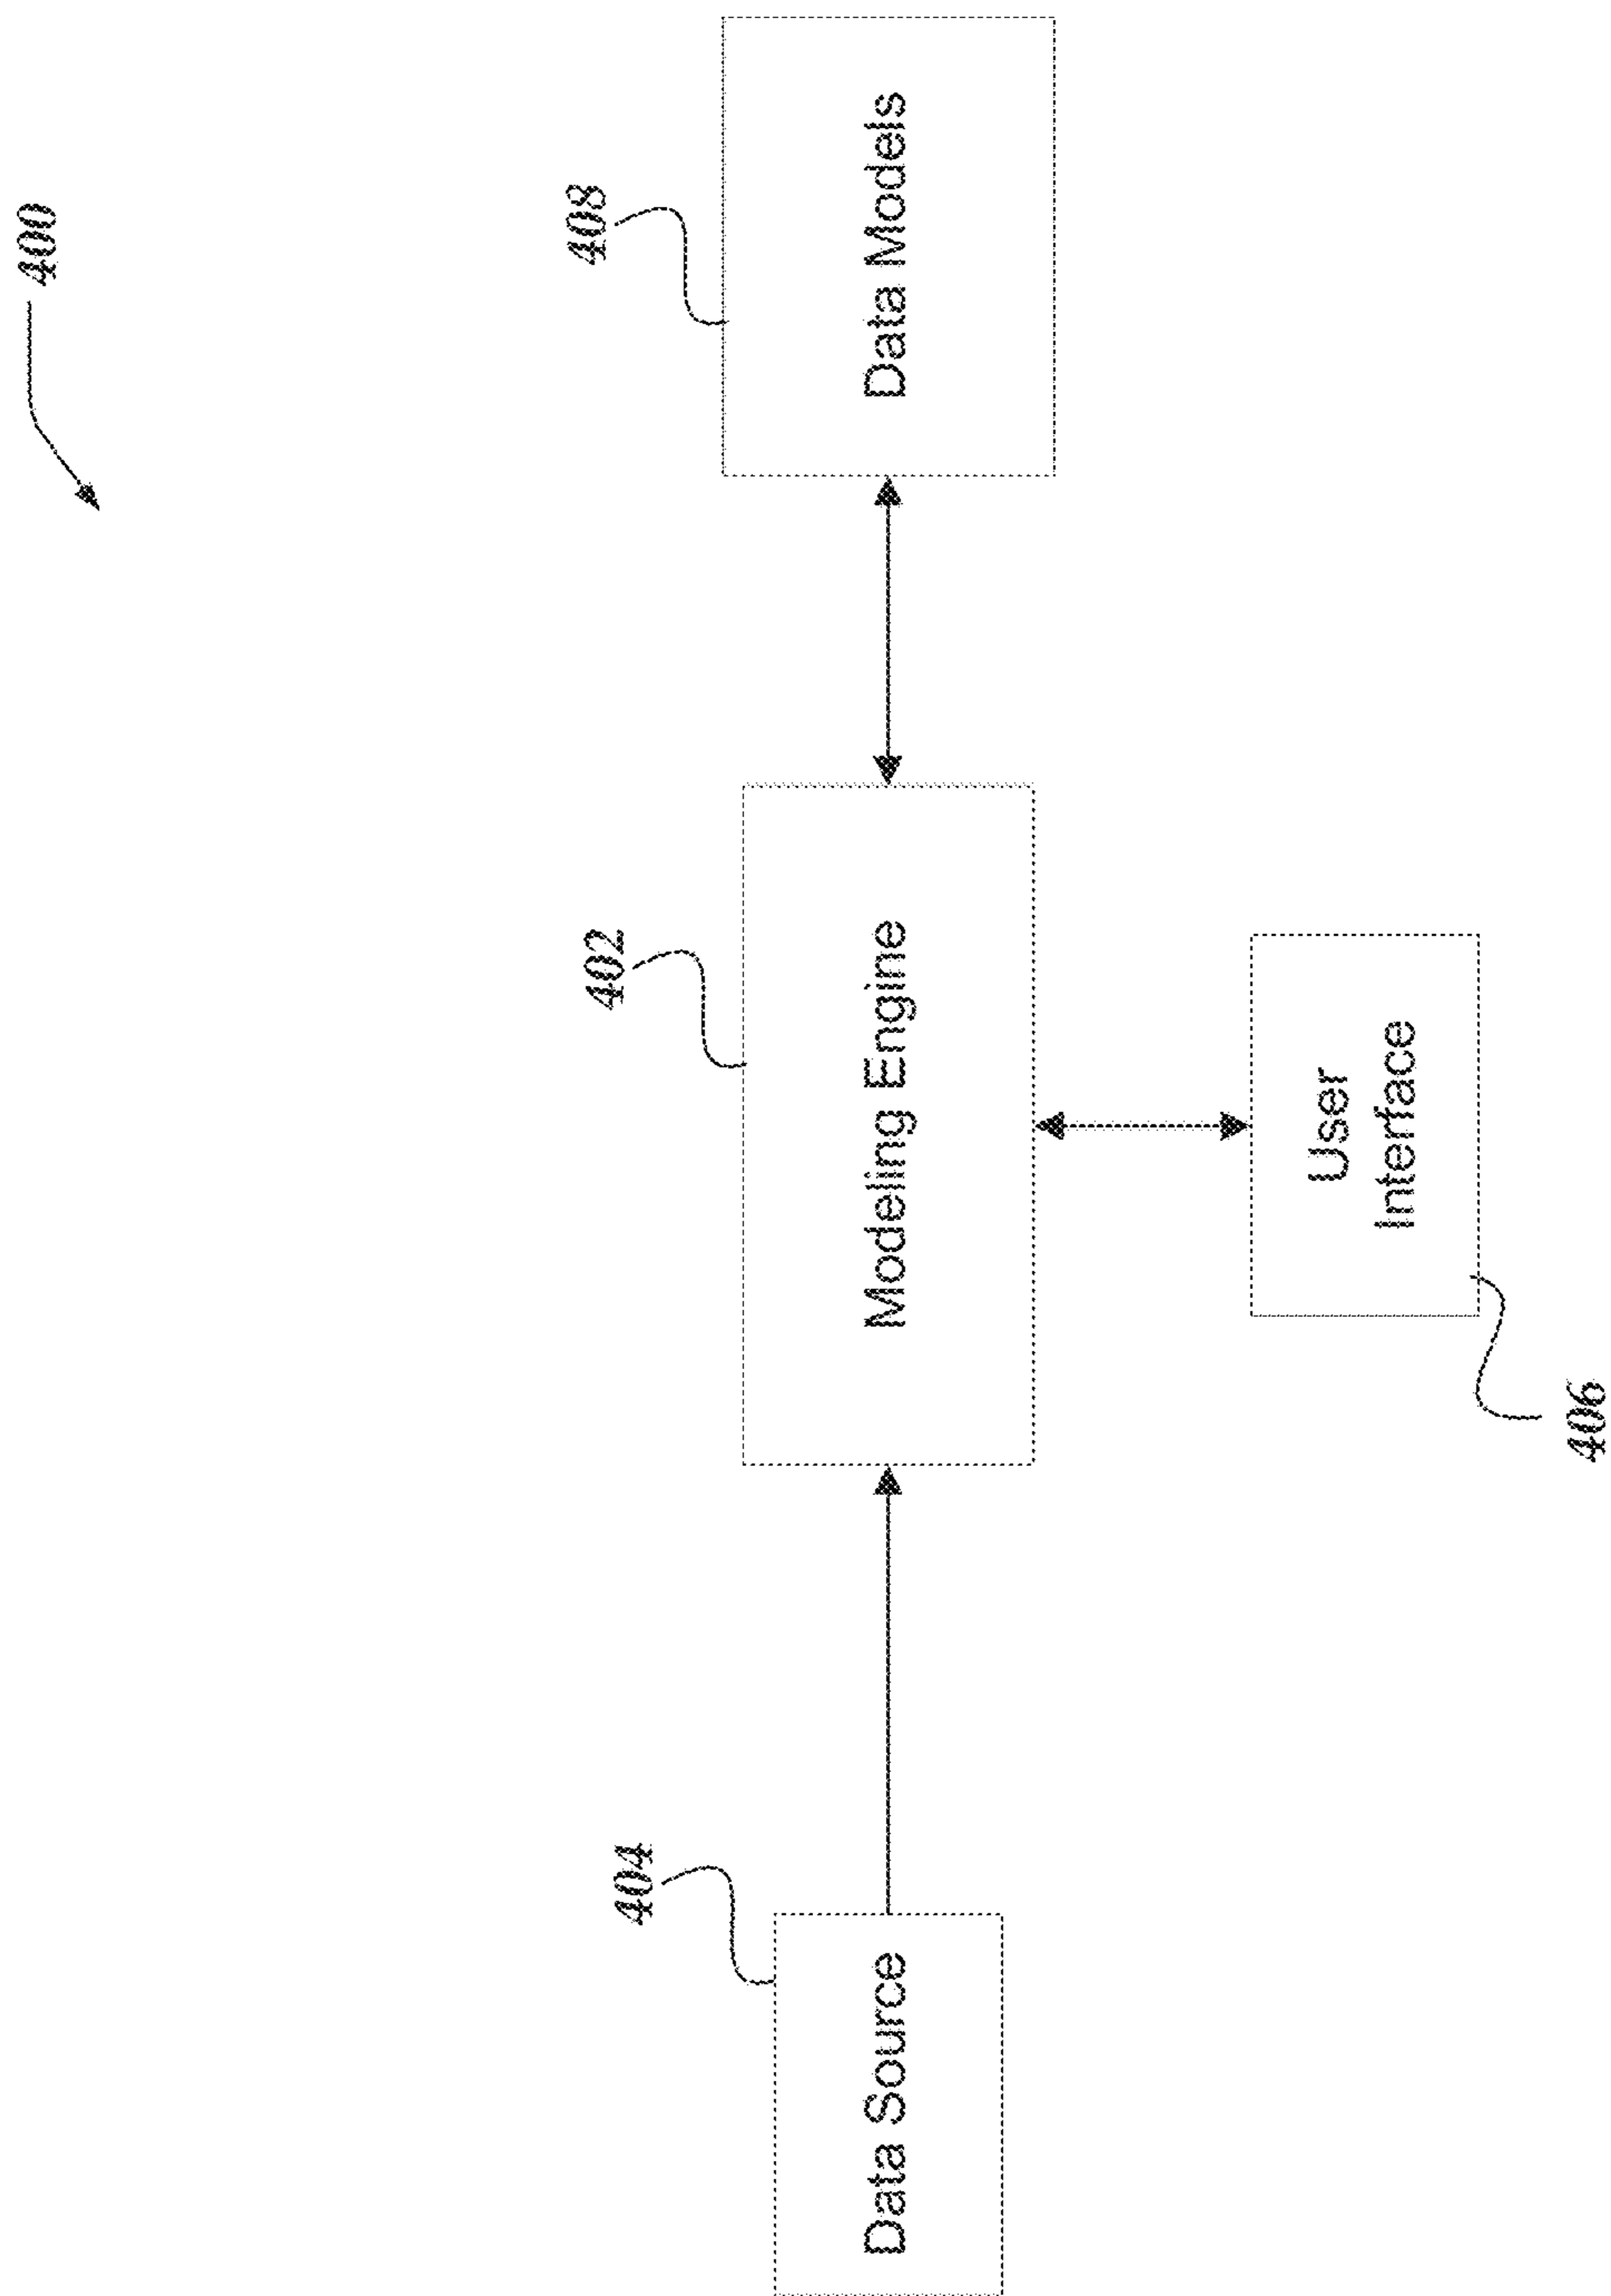 400
404
Data Source
402
Modeling Engine
408
Data Models
406
User
Interface